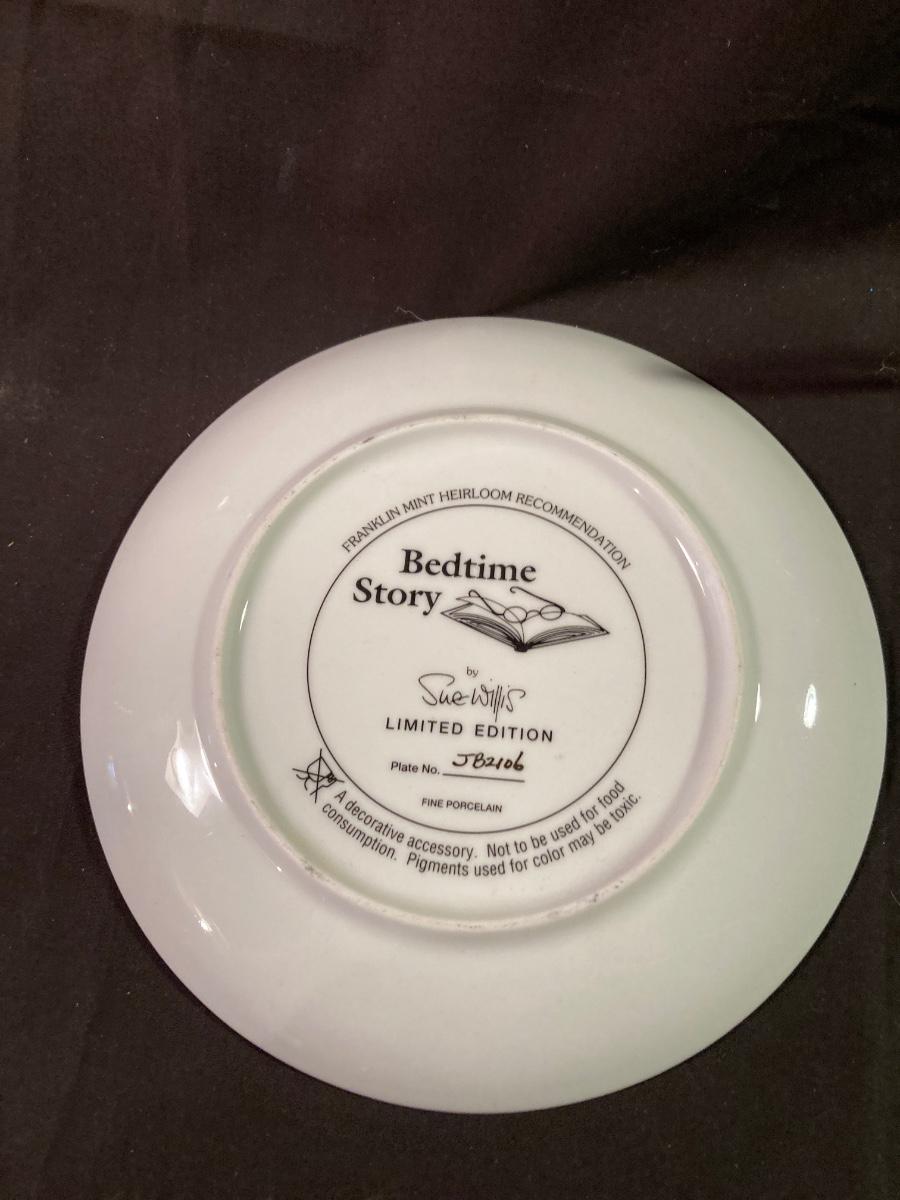 FRANKLIN MINT HEIRLOOM RECOMMENDATION
Bedtime
Story
by
Sue Willis
LIMITED EDITION
Plate No. JB2106
FINE PORCELAIN
A decorative accessory. Not to be used for food
consumption. Pigments used for color may be toxic.